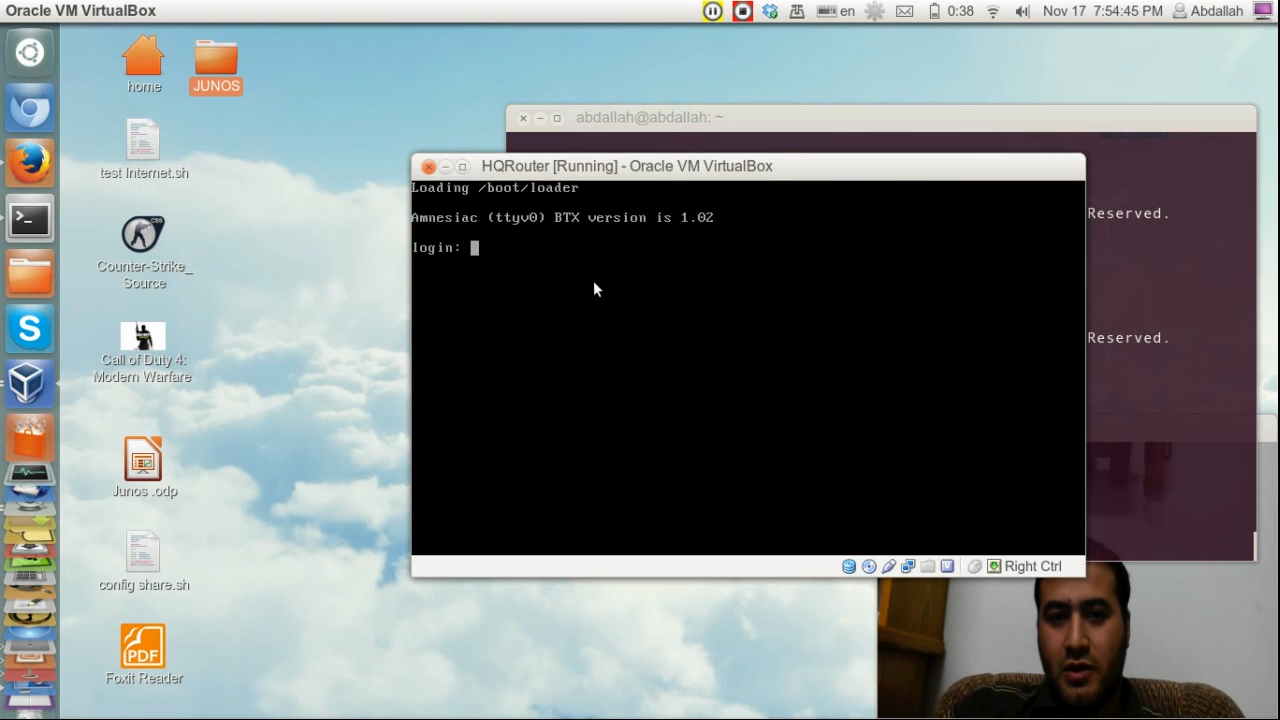 Oracle VM VirtualBox
en
0:38
Nov 17 7:54:45 PM
Abdallah
home
JUNOS
test Internet.sh
CSS
Counter-Strike_
Source
Call of Duty 4:
Modern Warfare
Junos .odp
config share.sh
PDF
Foxit Reader
S
abdallah@abdallah: ~
Reserved.
Reserved.
HQRouter [Running] - Oracle VM VirtualBox
Loading /boot/loader
Amnesiac (ttyv0) BTX version is 1.02
login:
Right Ctrl